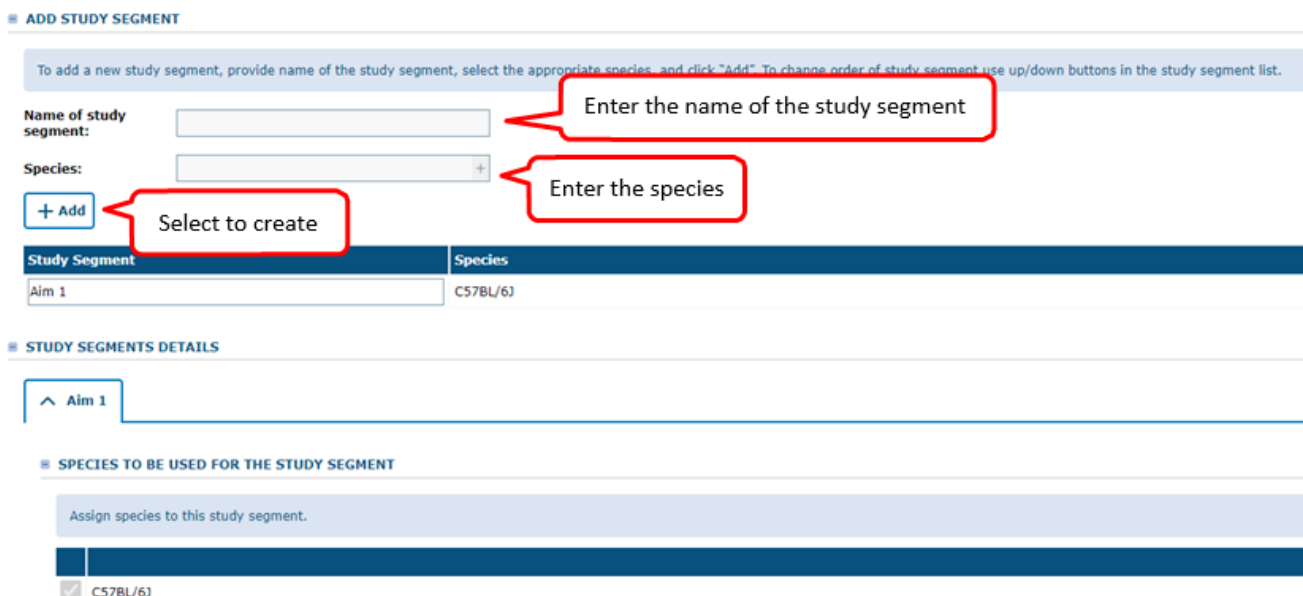 ADD STUDY SEGMENT
To add a new study segment, provide name of the study segment, select the appropriate species, and click "Add". To change order of study segment use up/down buttons in the study segment list.
Name of study
segment:
Enter the name of the study segment
Species:
+
Enter the species
+ Add
Select to create
Study Segment Species
Aim 1 C57BL/6J
STUDY SEGMENTS DETAILS
Aim 1
SPECIES TO BE USED FOR THE STUDY SEGMENT
Assign species to this study segment.
C57BL/6J